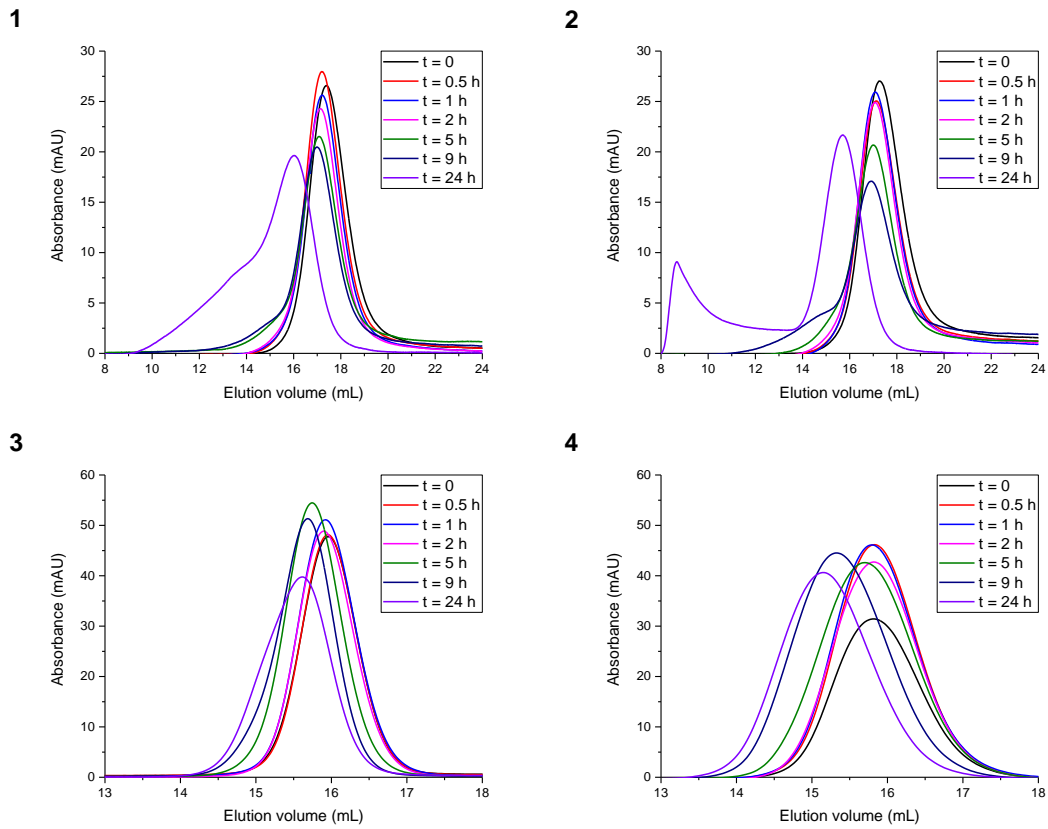 1
30
25
20
15
10
5
0
Absorbance (mAU)
8 10 12 14 16 18 20 22 24
Elution volume (mL)
t = 0
t = 0.5 h
t = 1 h
t = 2 h
t = 5 h
t = 9 h
t = 24 h
2
30
25
20
15
10
5
0
Absorbance (mAU)
8 10 12 14 16 18 20 22 24
Elution volume (mL)
t = 0
t = 0.5 h
t = 1 h
t = 2 h
t = 5 h
t = 9 h
t = 24 h
3
60
50
40
30
20
10
0
Absorbance (mAU)
13 14 15 16 17 18
Elution volume (mL)
t = 0
t = 0.5 h
t = 1 h
t = 2 h
t = 5 h
t = 9 h
t = 24 h
4
60
50
40
30
20
10
0
Absorbance (mAU)
13 14 15 16 17 18
Elution volume (mL)
t = 0
t = 0.5 h
t = 1 h
t = 2 h
t = 5 h
t = 9 h
t = 24 h